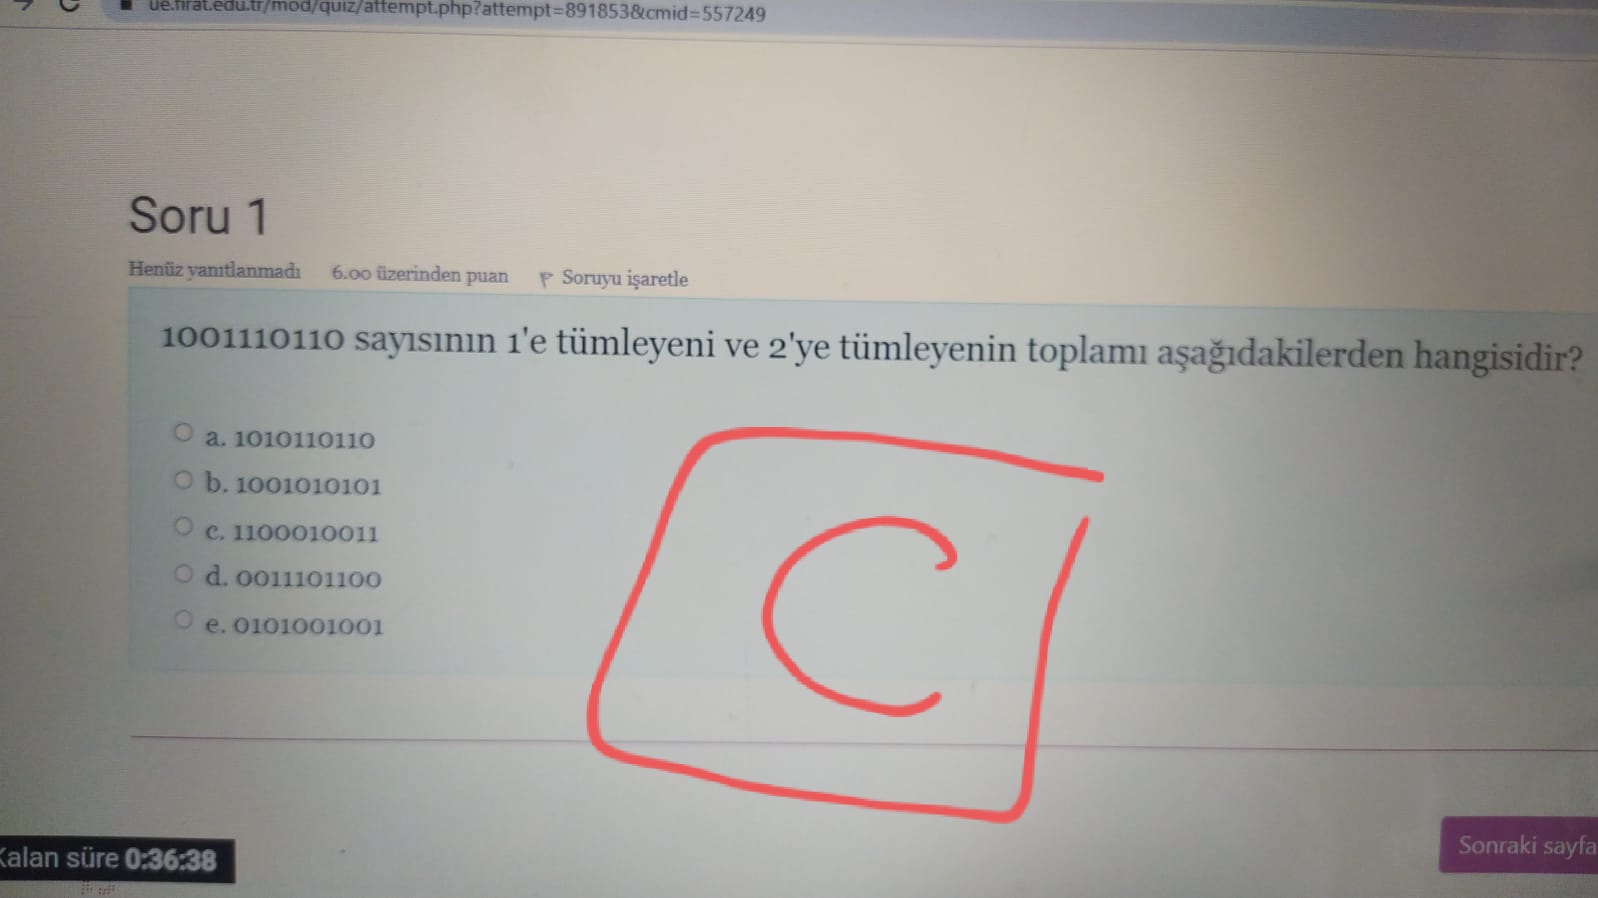 ue.firat.edu.tr/mod/quiz/attempt.php?attempt=891853&cmid=557249
Soru 1
Henüz yanıtlanmadı 6.00 üzerinden puan Soruyu işaretle
1001110110 sayısının 1'e tümleyeni ve 2'ye tümleyenin toplamı aşağıdakilerden hangisidir?
a. 1010110110
b. 1001010101
c. 1100010011
d. 0011101100
e. 0101001001
C
Kalan süre 0:36:38
Sonraki sayfa